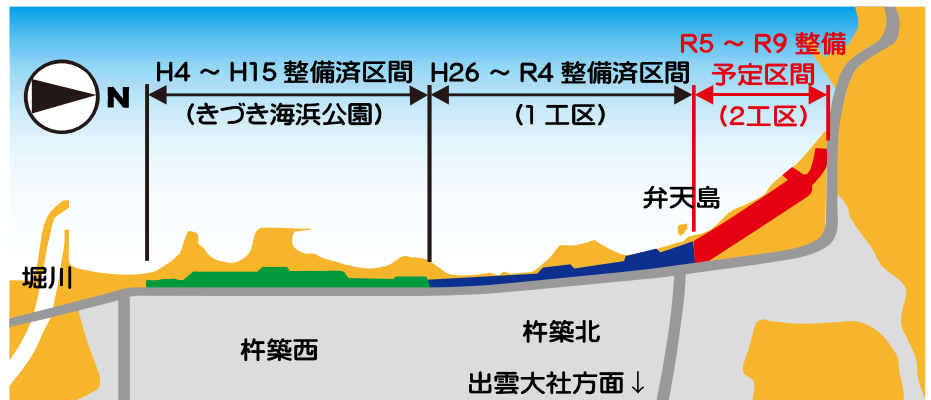 N
H4 ～ H15 整備済区間
（きづき海浜公園）
H26 ～ R4 整備済区間
（1 工区）
R5 ～ R9 整備
予定区間
（2工区）
弁天島
堀川
杵築西
杵築北
出雲大社方面↓